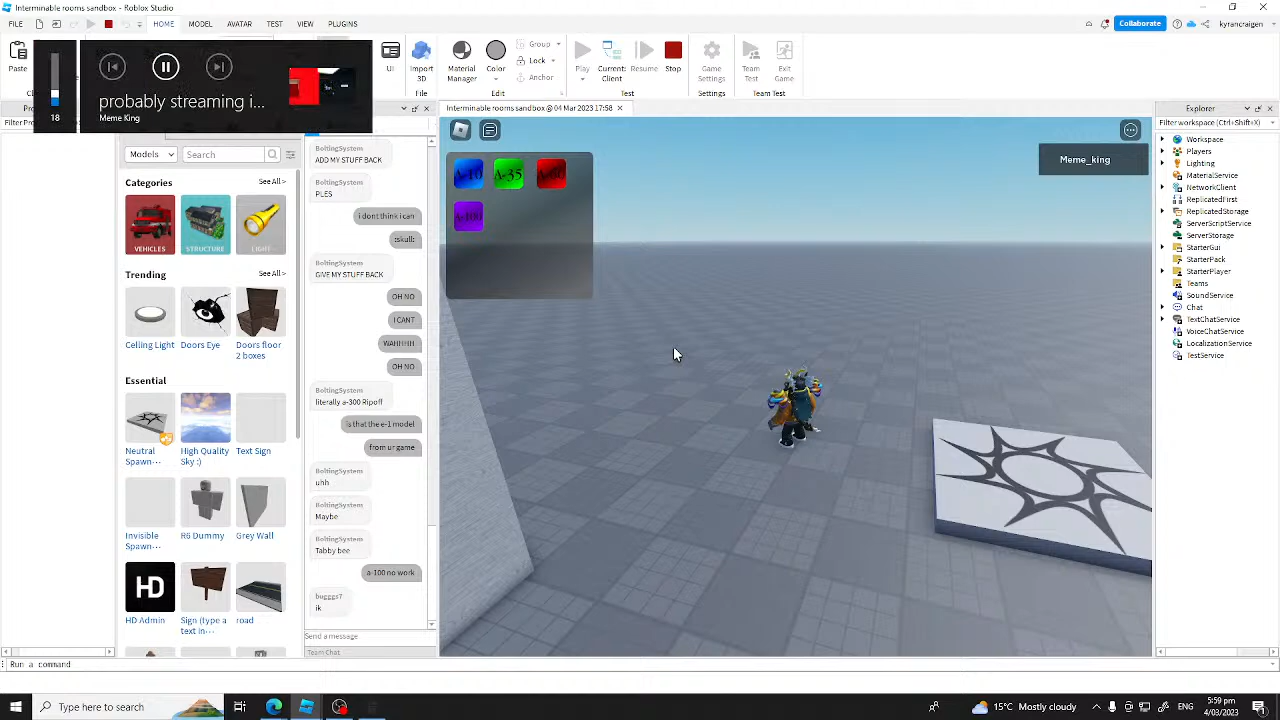 Interminable rooms sandbox - Roblox Studio
FILE
HOME
MODEL
AVATAR
TEST
VIEW
PLUGINS
Collaborate
kyrancraigen
Paste
probably streaming i...
Meme King
18
UI
Import
3D
Material
Manager
Color
Group
Lock
Anchor
Edit
Play
Current:
Client
Resume
Stop
Test
Game
Settings
Settings
Team
Test
Exit
Game
Team Test
Interminable rooms sandbox @ 04 Mar 2023 17:58
Explorer
Filter workspace (Ctrl+Shift+X)
Models
Search
Categories
See All>
VEHICLES
STRUCTURE
LIGHT
Trending
See All>
Ceiling Light
Doors Eye
Doors floor
2 boxes
Essential
Neutral
Spawn...
High Quality
Sky :)
Text Sign
Invisible
Spawn...
R6 Dummy
Grey Wall
HD
HD Admin
Sign (type a
text in...
road
BoltingSystem
ADD MY STUFF BACK
BoltingSystem
PLES
i dont think i can
:skull:
BoltingSystem
GIVE MY STUFF BACK
OH NO
I CANT
WAHHHH
OH NO
BoltingSystem
literally a-300 Ripoff
Is that the e-1 model
from ur game
BoltingSystem
uhh
BoltingSystem
Maybe
BoltingSystem
Tabby bee
a-100 no work
bugggs7
ik
Send a message
Team Chat
A-10
A-35
A-100
Meme_king
Workspace
Players
Lighting
MaterialService
NetworkClient
ReplicatedFirst
ReplicatedStorage
ServerScriptService
ServerStorage
StarterGui
StarterPack
StarterPlayer
Teams
SoundService
Chat
TextChatService
VoiceChatService
LocalizationService
TestService
Run a command
Type here to search
15°C Mostly cloudy
5:59 pm
4/03/2023